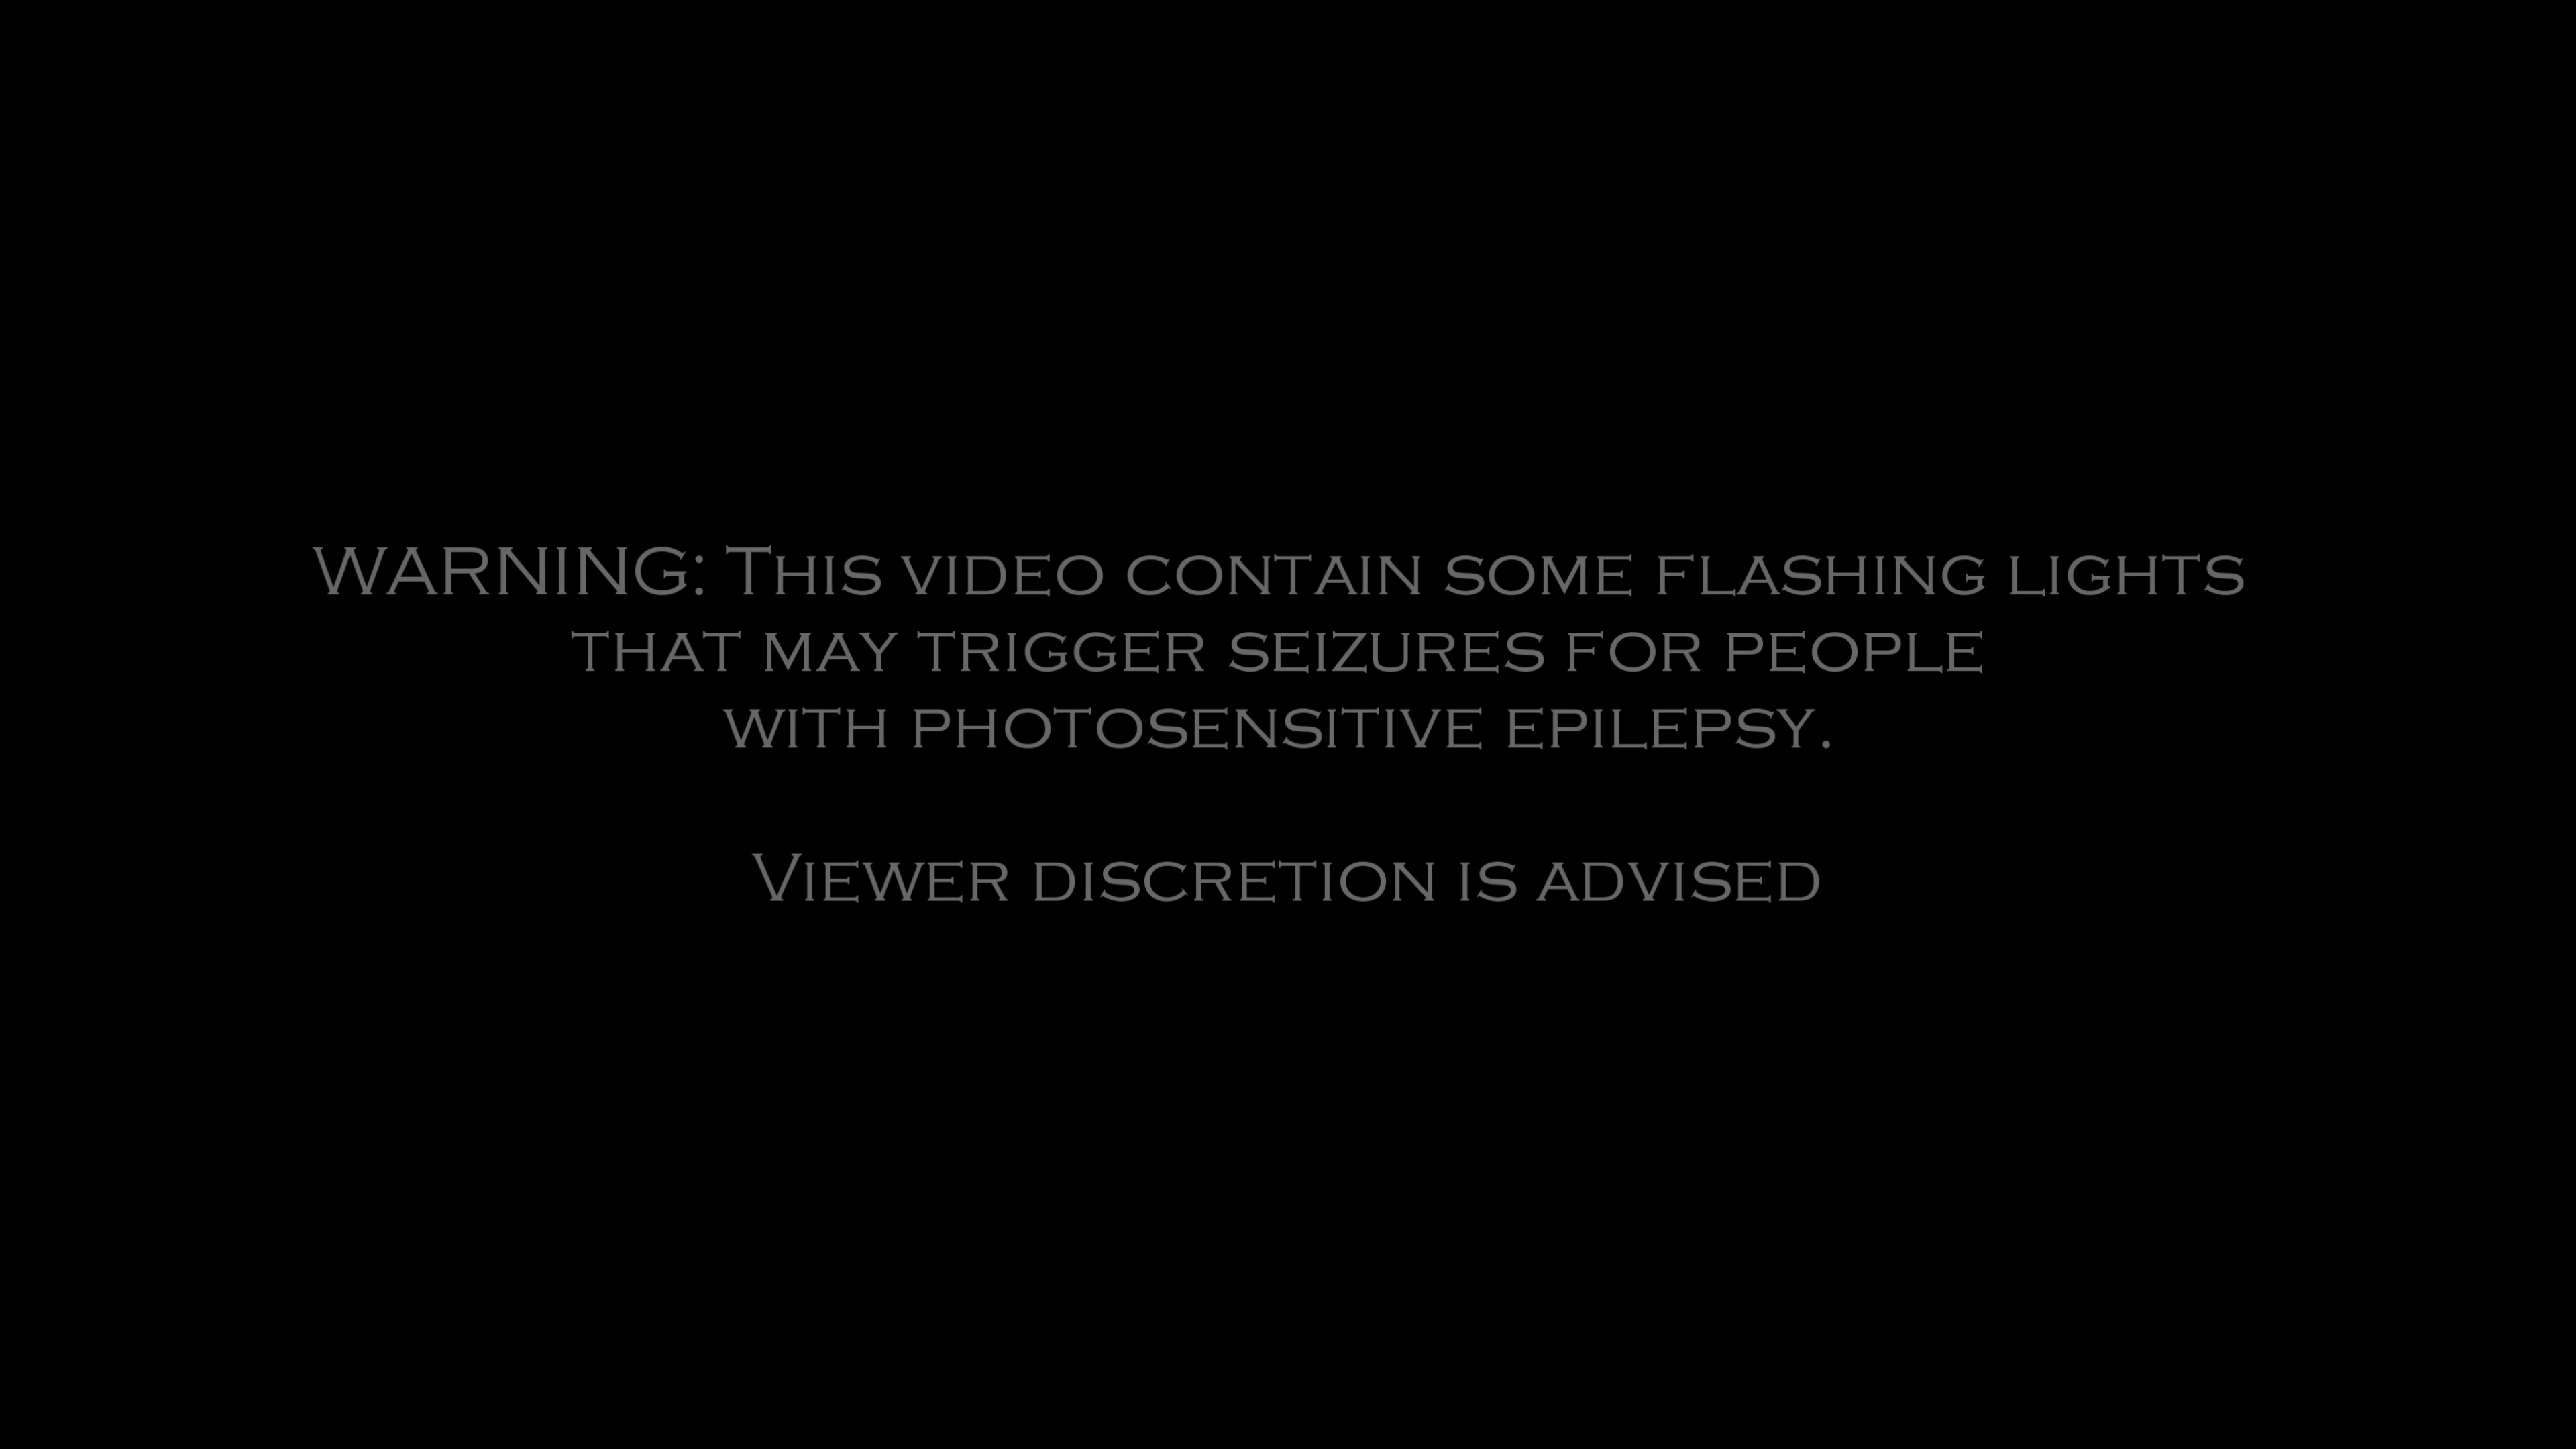 WARNING: This video contain some flashing lights
that may trigger seizures for people
with photosensitive epilepsy.
Viewer discretion is advised